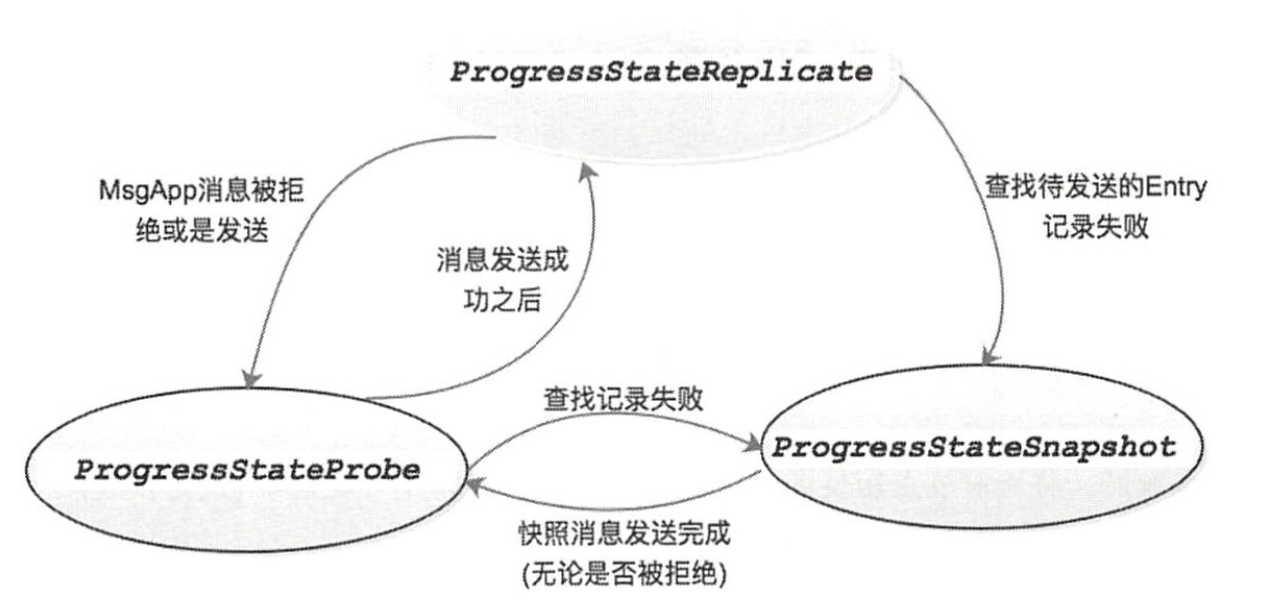 ProgressStateReplicate
MsgApp消息被拒
绝或是发送
查找待发送的Entry
记录失败
消息发送成
功之后
查找记录失败
ProgressStateProbe
ProgressStateSnapshot
快照消息发送完成
(无论是否被拒绝)